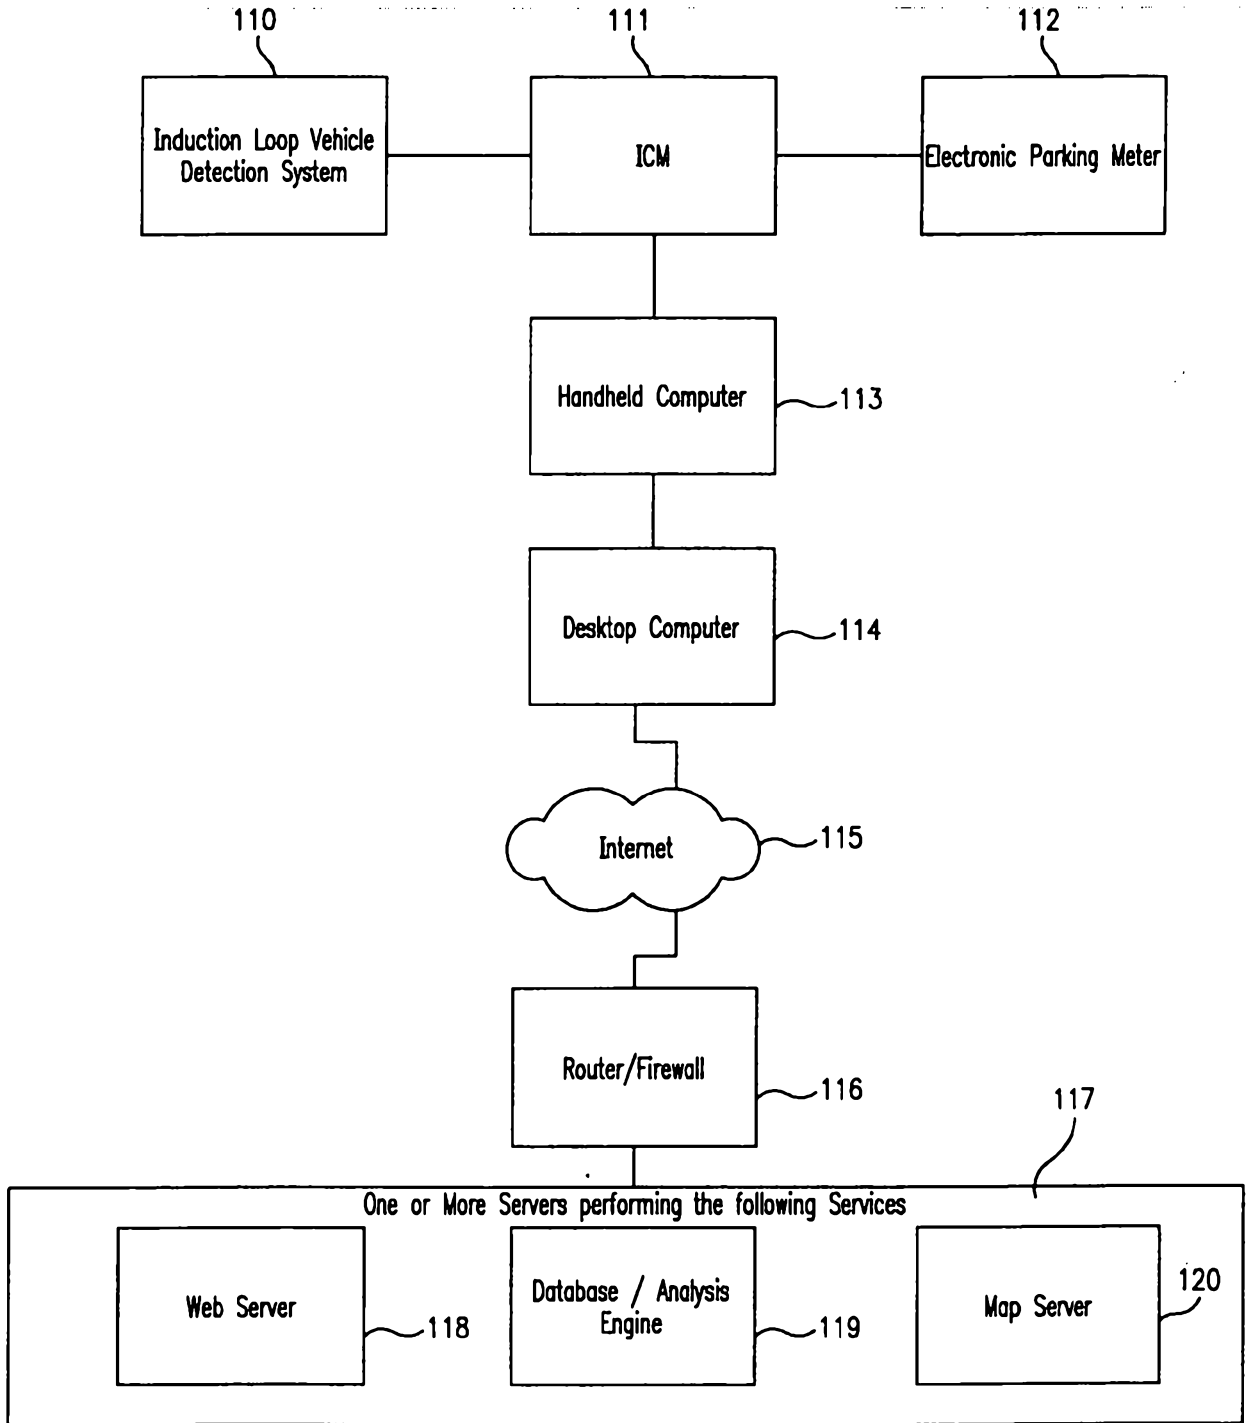 110
111
112
Induction Loop Vehicle
Detection System
ICM
Electronic Parking Meter
Handheld Computer
113
Desktop Computer
114
Internet
115
Router/Firewall
116
117
One or More Servers performing the following Services
Web Server
118
Database / Analysis
Engine
119
Map Server
120